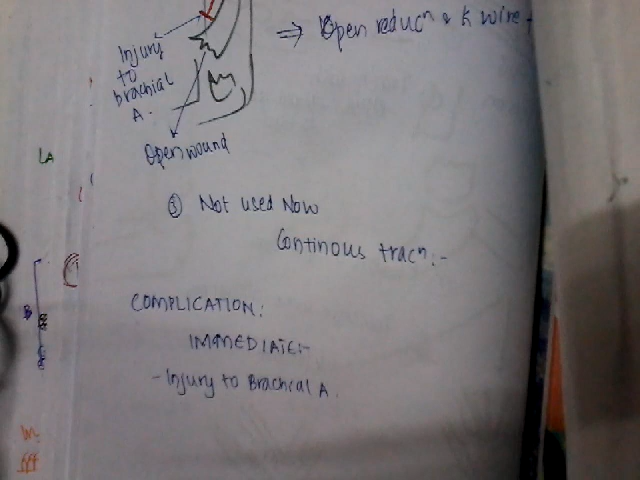 ⇒ Open reducⁿ & K wire -
Injury
to
brachial
A.
Open wound
LA
③ Not used Now
Continous tracⁿ:-
COMPLICATION:
IMMEDIATE:-
- Injury to Brachial A.